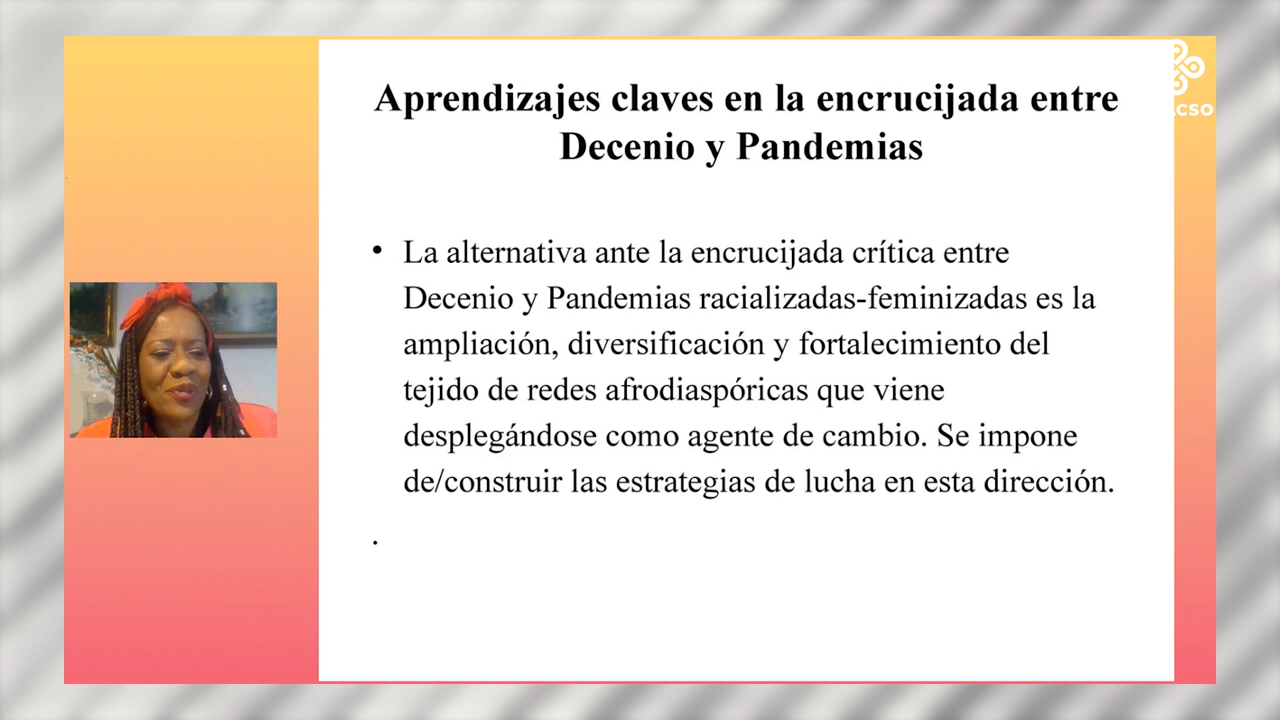 Aprendizajes claves en la encrucijada entre
Decenio y Pandemias
• La alternativa ante la encrucijada crítica entre
Decenio y Pandemias racializadas-feminizadas es la
ampliación, diversificación y fortalecimiento del
tejido de redes afrodiaspóricas que viene
desplegándose como agente de cambio. Se impone
de/construir las estrategias de lucha en esta dirección.
.